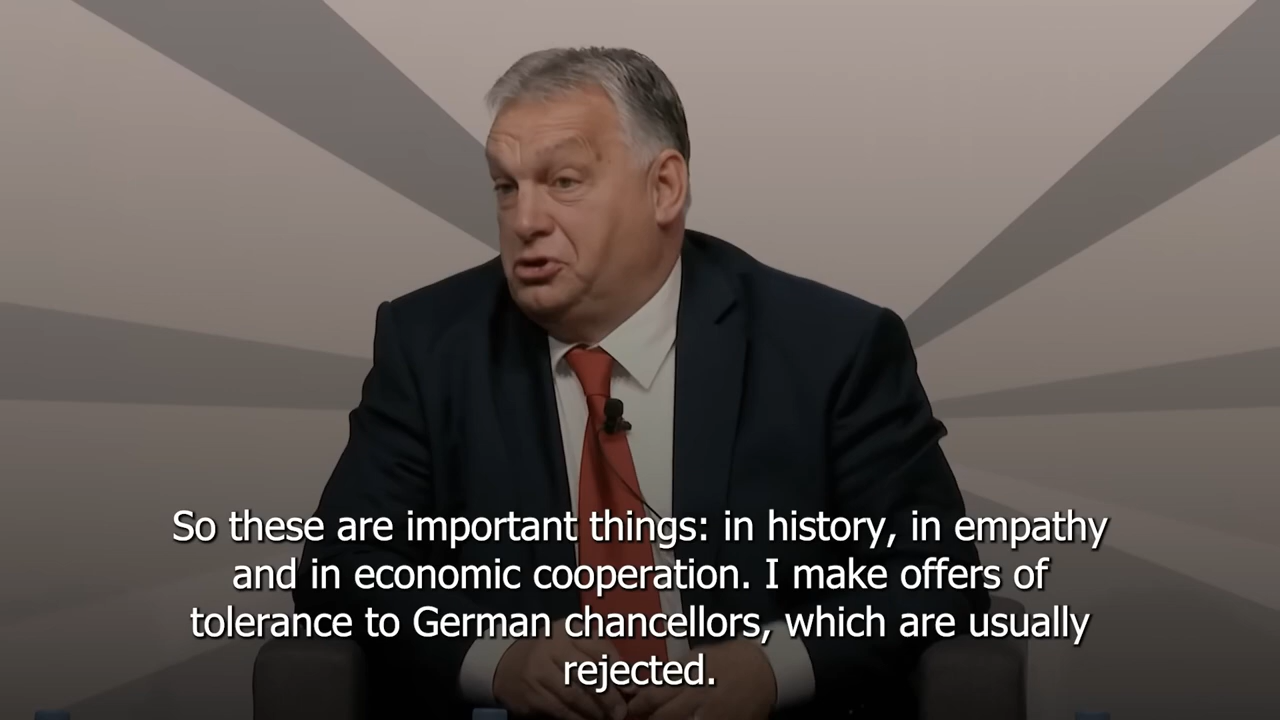 So these are important things: in history, in empathy
and in economic cooperation. I make offers of
tolerance to German chancellors, which are usually
rejected.